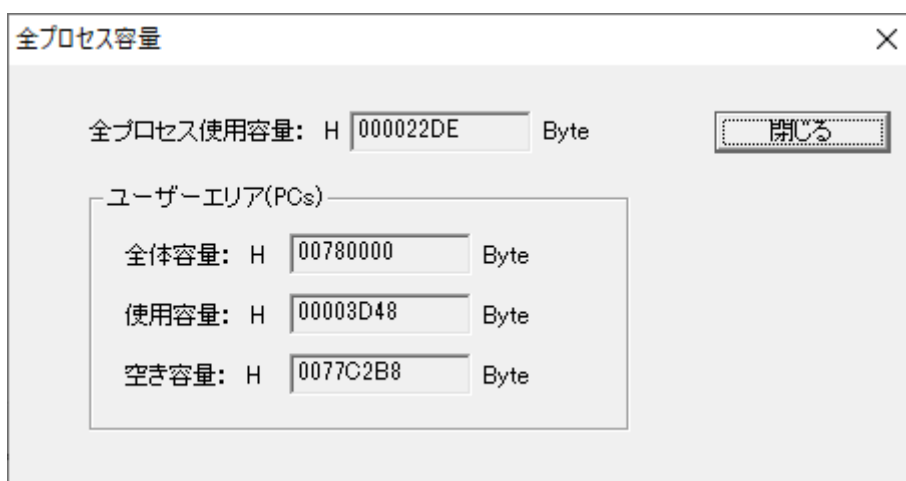 全プロセス容量
全プロセス使用容量: H 000022DE Byte 閉じる
ユーザーエリア(PCs)
全体容量: H 00780000 Byte
使用容量: H 00003D48 Byte
空き容量: H 0077C2B8 Byte